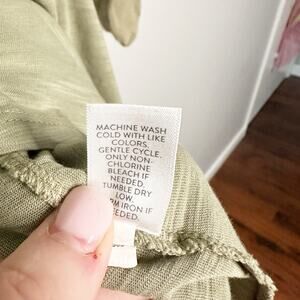 MACHINE WASH
COLD WITH LIKE
COLORS,
GENTLE CYCLE.
ONLY NON-
CHLORINE
BLEACH IF
NEEDED.
TUMBLE DRY
LOW.
IRON IF